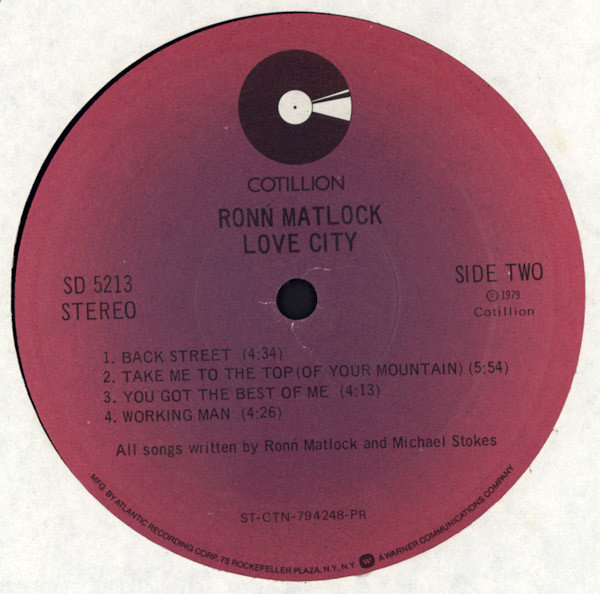 COTILLION
RONŃ MATLOCK
LOVE CITY
SD 5213
STEREO
SIDE TWO
Ⓟ 1979
Cotillion
1. BACK STREET (4:34)
2. TAKE ME TO THE TOP (OF YOUR MOUNTAIN) (5:54)
3. YOU GOT THE BEST OF ME (4:13)
4. WORKING MAN (4:26)
All songs written by Ronń Matlock and Michael Stokes
ST-CTN-794248-PR
MFG. BY ATLANTIC RECORDING CORP. 75 ROCKEFELLER PLAZA, N.Y., N.Y. A WARNER COMMUNICATIONS COMPANY